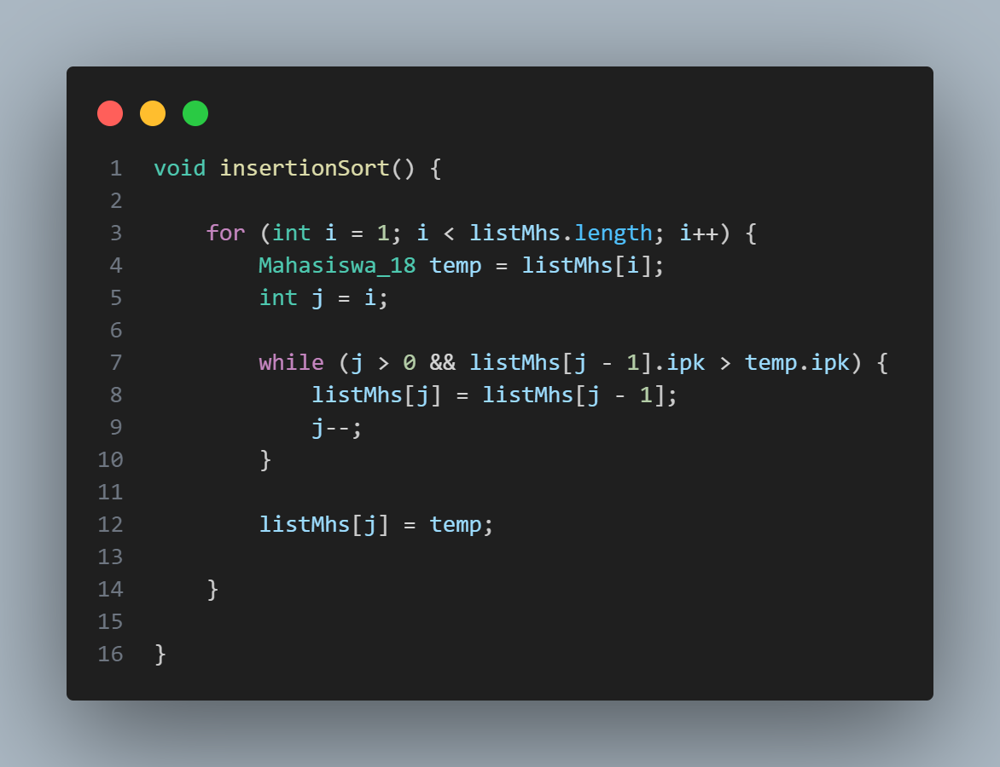 1 void insertionSort() {
2
3     for (int i = 1; i < listMhs.length; i++) {
4         Mahasiswa_18 temp = listMhs[i];
5         int j = i;
6
7         while (j > 0 && listMhs[j - 1].ipk > temp.ipk) {
8             listMhs[j] = listMhs[j - 1];
9             j--;
10         }
11
12         listMhs[j] = temp;
13
14     }
15
16 }